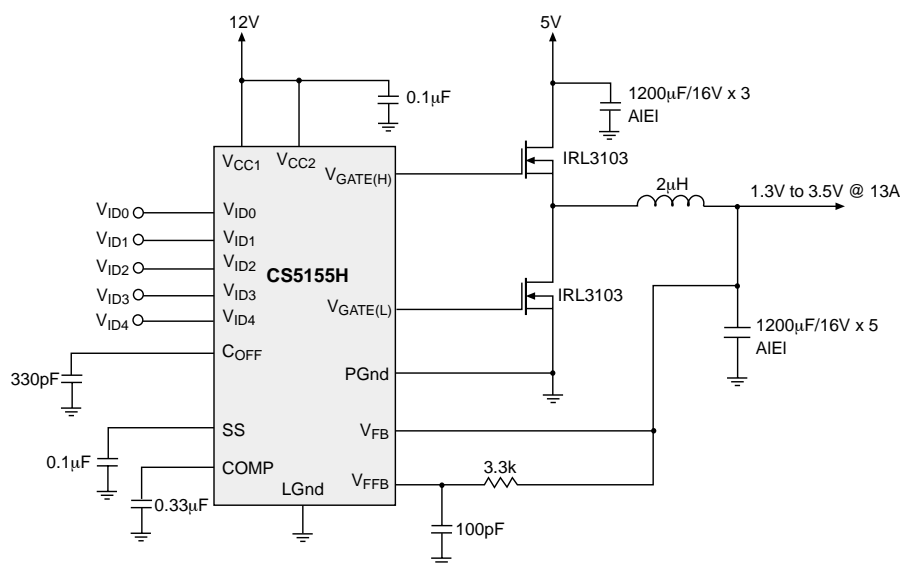 12V
5V
0.1μF
1200μF/16V x 3
AlEl
VCC1
VCC2
VGATE(H)
IRL3103
2μH
1.3V to 3.5V @ 13A
VID0
VID0
VID1
VID1
VID2
VID2
CS5155H
VID3
VID3
VGATE(L)
IRL3103
VID4
VID4
1200μF/16V x 5
AlEl
COFF
330pF
PGnd
SS
VFB
0.1μF
COMP
3.3k
VFFB
LGnd
0.33μF
100pF